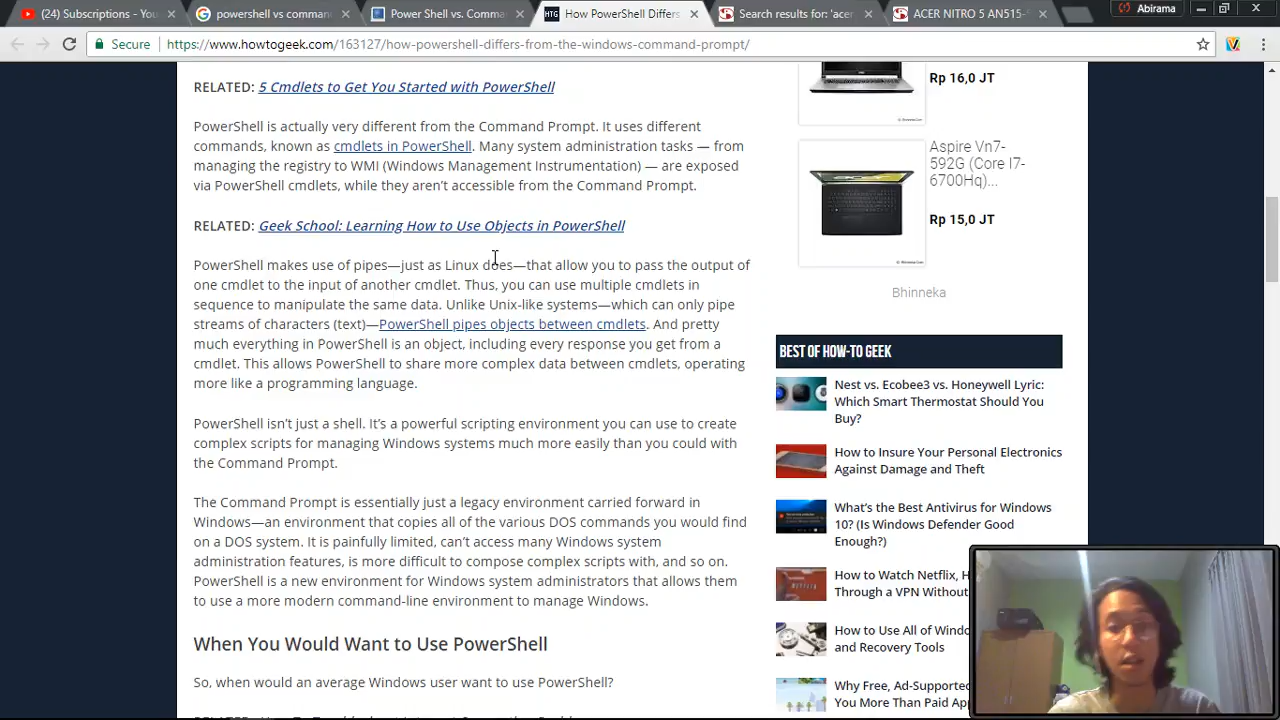 (24) Subscriptions - You
powershell vs comman
PowerShell vs. Comma
HTG
How PowerShell Differs
Search results for: 'acer
ACER NITRO 5 AN515-
Abirama
Secure
https://www.howtogeek.com/163127/how-powershell-differs-from-the-windows-command-prompt/
RELATED: 5 Cmdlets to Get You Started with PowerShell
PowerShell is actually very different from the Command Prompt. It uses different
commands, known as cmdlets in PowerShell. Many system administration tasks — from
managing the registry to WMI (Windows Management Instrumentation) — are exposed
via PowerShell cmdlets, while they aren't accessible from the Command Prompt.
RELATED: Geek School: Learning How to Use Objects in PowerShell
PowerShell makes use of pipes—just as Linux does—that allow you to pass the output of
one cmdlet to the input of another cmdlet. Thus, you can use multiple cmdlets in
sequence to manipulate the same data. Unlike Unix-like systems—which can only pipe
streams of characters (text)—PowerShell pipes objects between cmdlets. And pretty
much everything in PowerShell is an object, including every response you get from a
cmdlet. This allows PowerShell to share more complex data between cmdlets, operating
more like a programming language.
PowerShell isn't just a shell. It's a powerful scripting environment you can use to create
complex scripts for managing Windows systems much more easily than you could with
the Command Prompt.
The Command Prompt is essentially just a legacy environment carried forward in
Windows—an environment that copies all of the various DOS commands you would find
on a DOS system. It is painfully limited, can't access many Windows system
administration features, is more difficult to compose complex scripts with, and so on.
PowerShell is a new environment for Windows system administrators that allows them
to use a more modern command-line environment to manage Windows.
When You Would Want to Use PowerShell
So, when would an average Windows user want to use PowerShell?
Rp 16,0 JT
Aspire Vn7-
592G (Core I7-
6700Hq)...
Rp 15,0 JT
Bhinneka
BEST OF HOW-TO GEEK
Nest vs. Ecobee3 vs. Honeywell Lyric:
Which Smart Thermostat Should You
Buy?
How to Insure Your Personal Electronics
Against Damage and Theft
What's the Best Antivirus for Windows
10? (Is Windows Defender Good
Enough?)
How to Watch Netflix, H
Through a VPN Without
How to Use All of Windo
and Recovery Tools
Why Free, Ad-Supported
You More Than Paid Ap